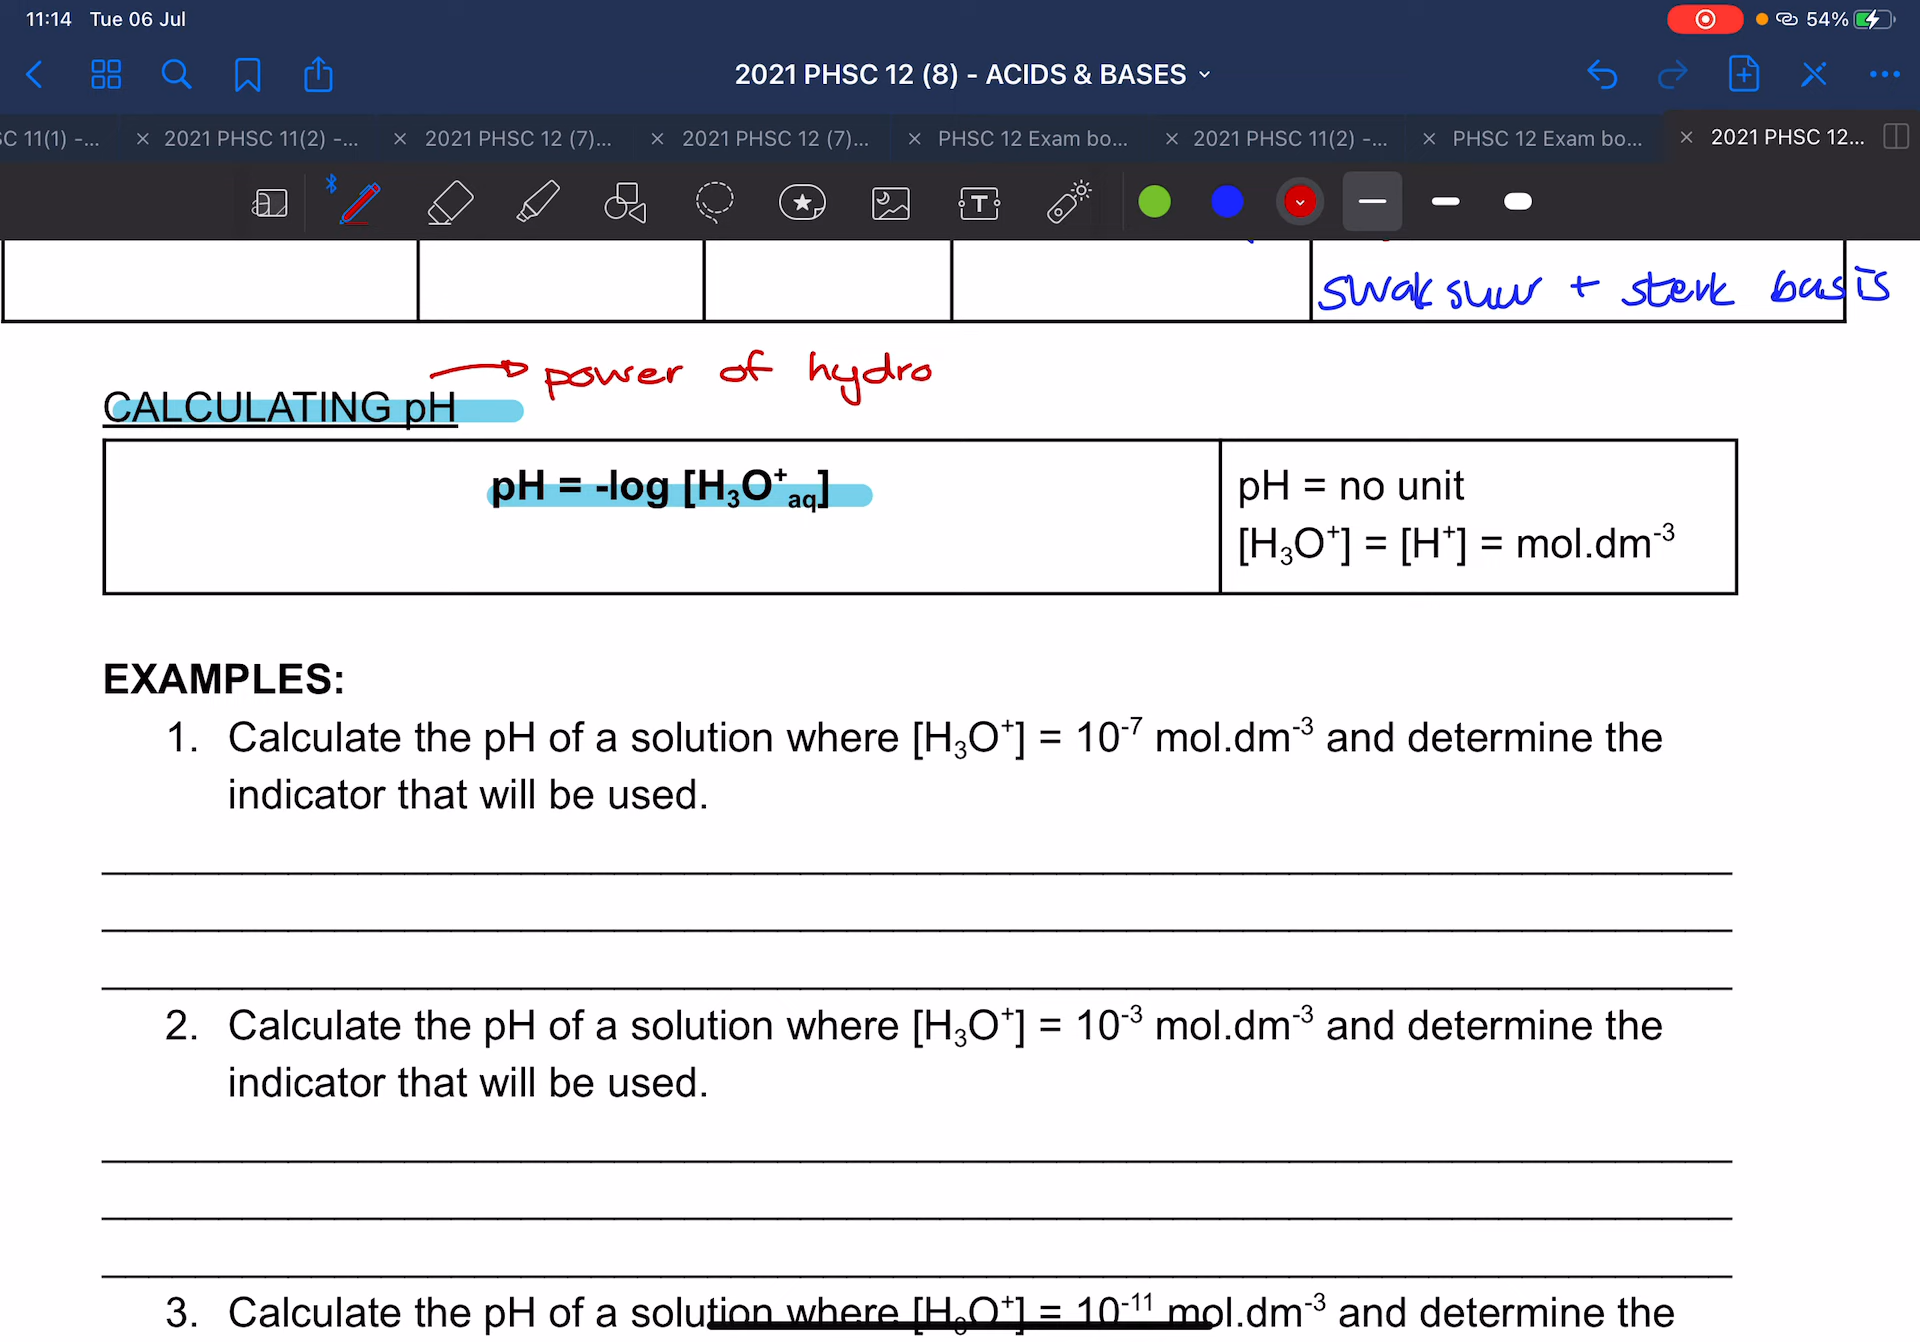 11:14 Tue 06 Jul
54%
2021 PHSC 12 (8) - ACIDS & BASES
SC 11(1) -... × 2021 PHSC 11(2) -... × 2021 PHSC 12 (7)... × 2021 PHSC 12 (7)... × PHSC 12 Exam bo... × 2021 PHSC 11(2) -... × PHSC 12 Exam bo... × 2021 PHSC 12...
T
swak suur + sterk basis
power of hydro
CALCULATING pH
pH = -log [H₃O⁺aq]
pH = no unit
[H₃O⁺] = [H⁺] = mol.dm⁻³
EXAMPLES:
1. Calculate the pH of a solution where [H₃O⁺] = 10⁻⁷ mol.dm⁻³ and determine the
indicator that will be used.
2. Calculate the pH of a solution where [H₃O⁺] = 10⁻³ mol.dm⁻³ and determine the
indicator that will be used.
3. Calculate the pH of a solution where [H₃O⁺] = 10⁻¹¹ mol.dm⁻³ and determine the